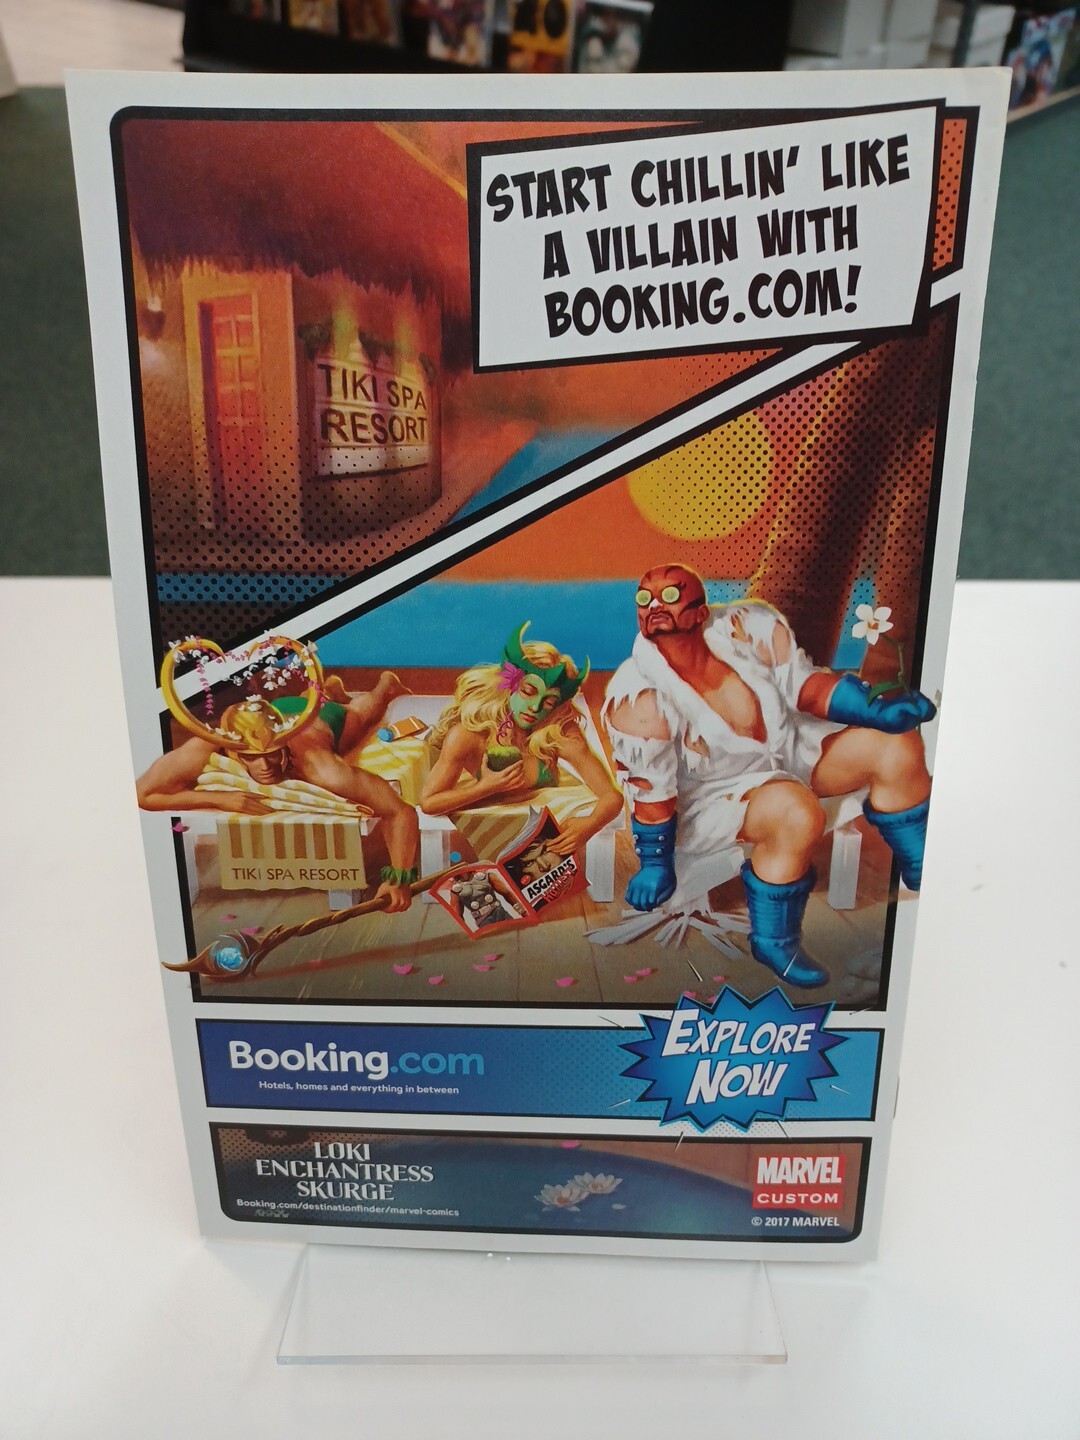 START CHILLIN' LIKE
A VILLAIN WITH
BOOKING.COM!
TIKI SPA
RESORT
TIKI SPA RESORT
ASGARD'S
Booking.com
Hotels, homes and everything in between
EXPLORE
NOW
LOKI
ENCHANTRESS
SKURGE
Booking.com/destinationfinder/marvel-comics
MARVEL
CUSTOM
© 2017 MARVEL